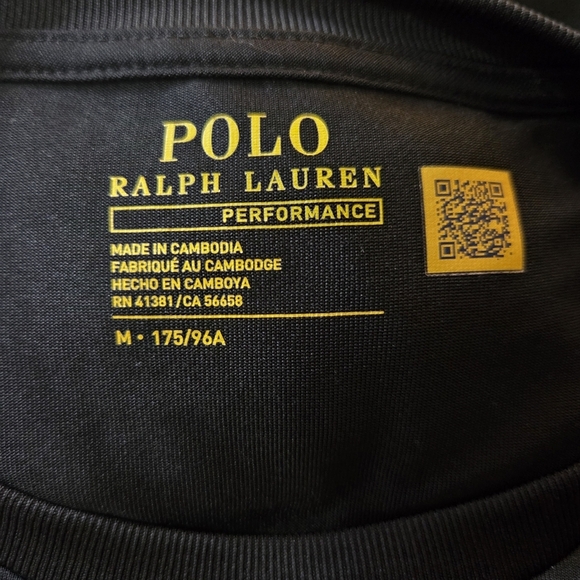 POLO
RALPH LAUREN
PERFORMANCE
MADE IN CAMBODIA
FABRIQUÉ AU CAMBODGE
HECHO EN CAMBOYA
RN 41381/CA 56658
M • 175/96A